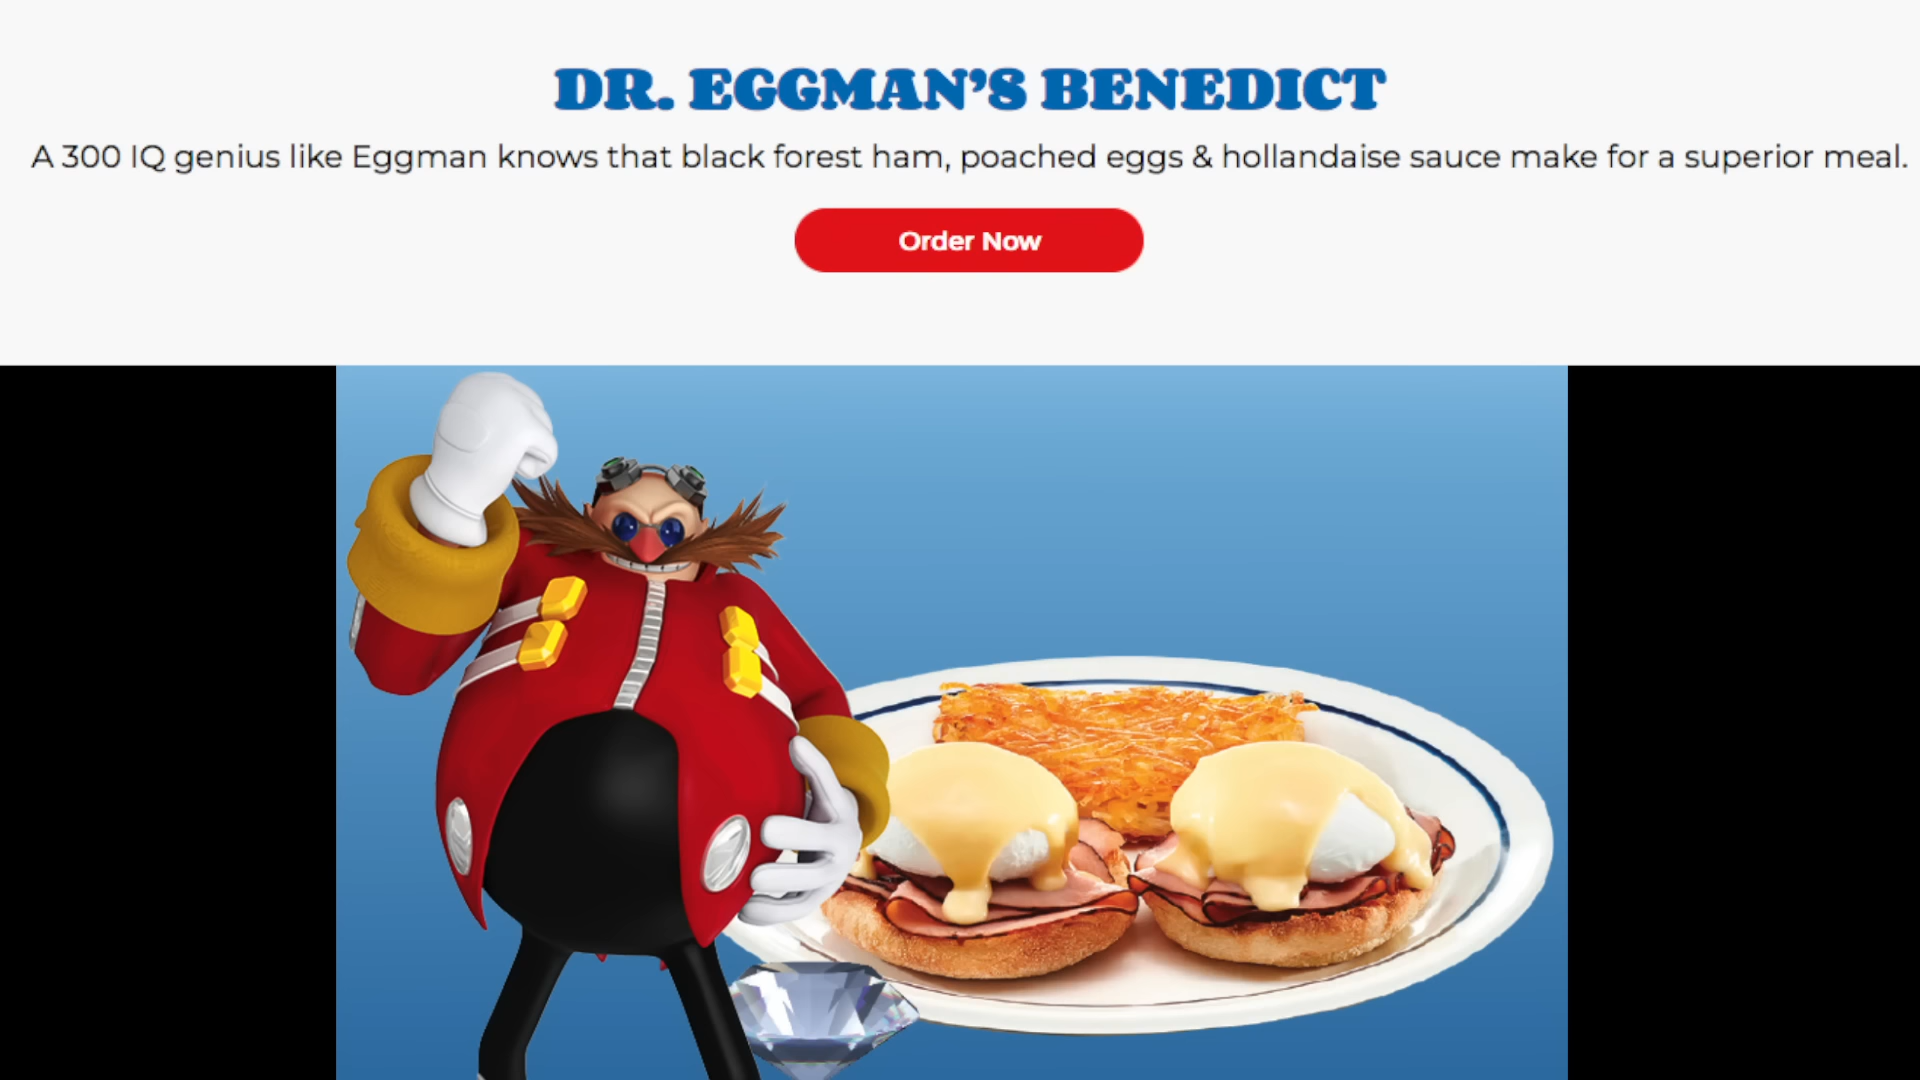 DR. EGGMAN'S BENEDICT
A 300 IQ genius like Eggman knows that black forest ham, poached eggs & hollandaise sauce make for a superior meal.
Order Now